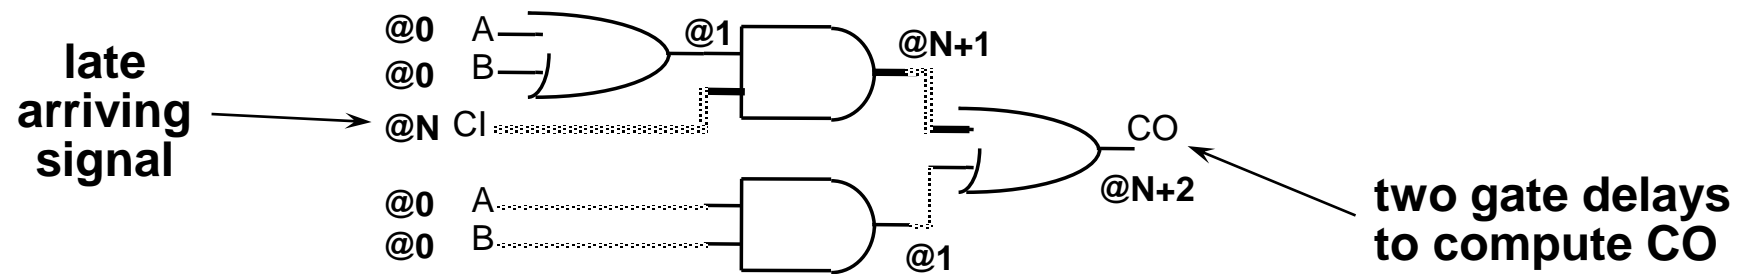 late
arriving
signal
@0 A
@0 B
@N CI
@0 A
@0 B
@1
@N+1
@1
CO
@N+2
two gate delays
to compute CO